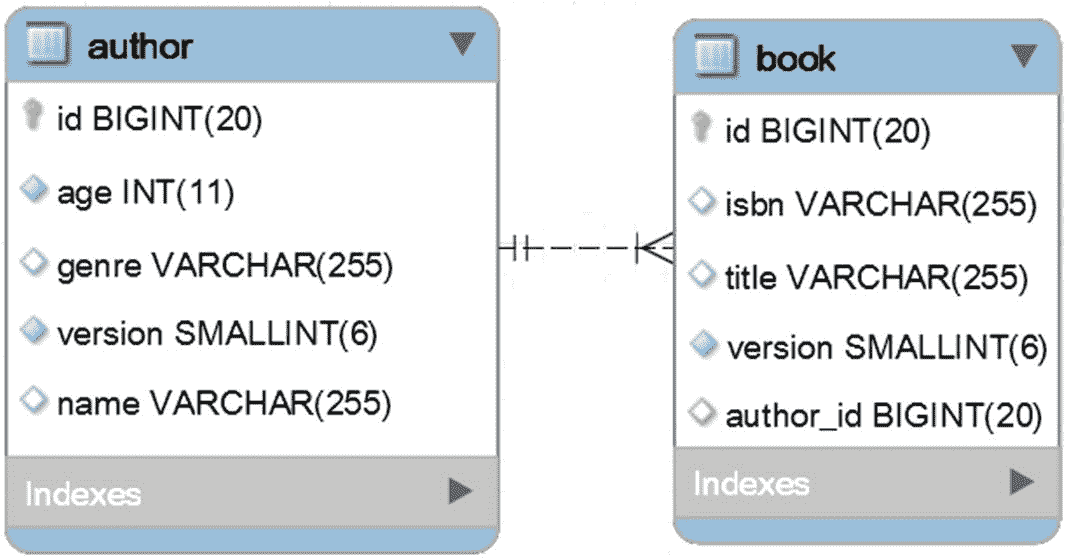 author
id BIGINT(20)
age INT(11)
genre VARCHAR(255)
version SMALLINT(6)
name VARCHAR(255)
Indexes
book
id BIGINT(20)
isbn VARCHAR(255)
title VARCHAR(255)
version SMALLINT(6)
author_id BIGINT(20)
Indexes